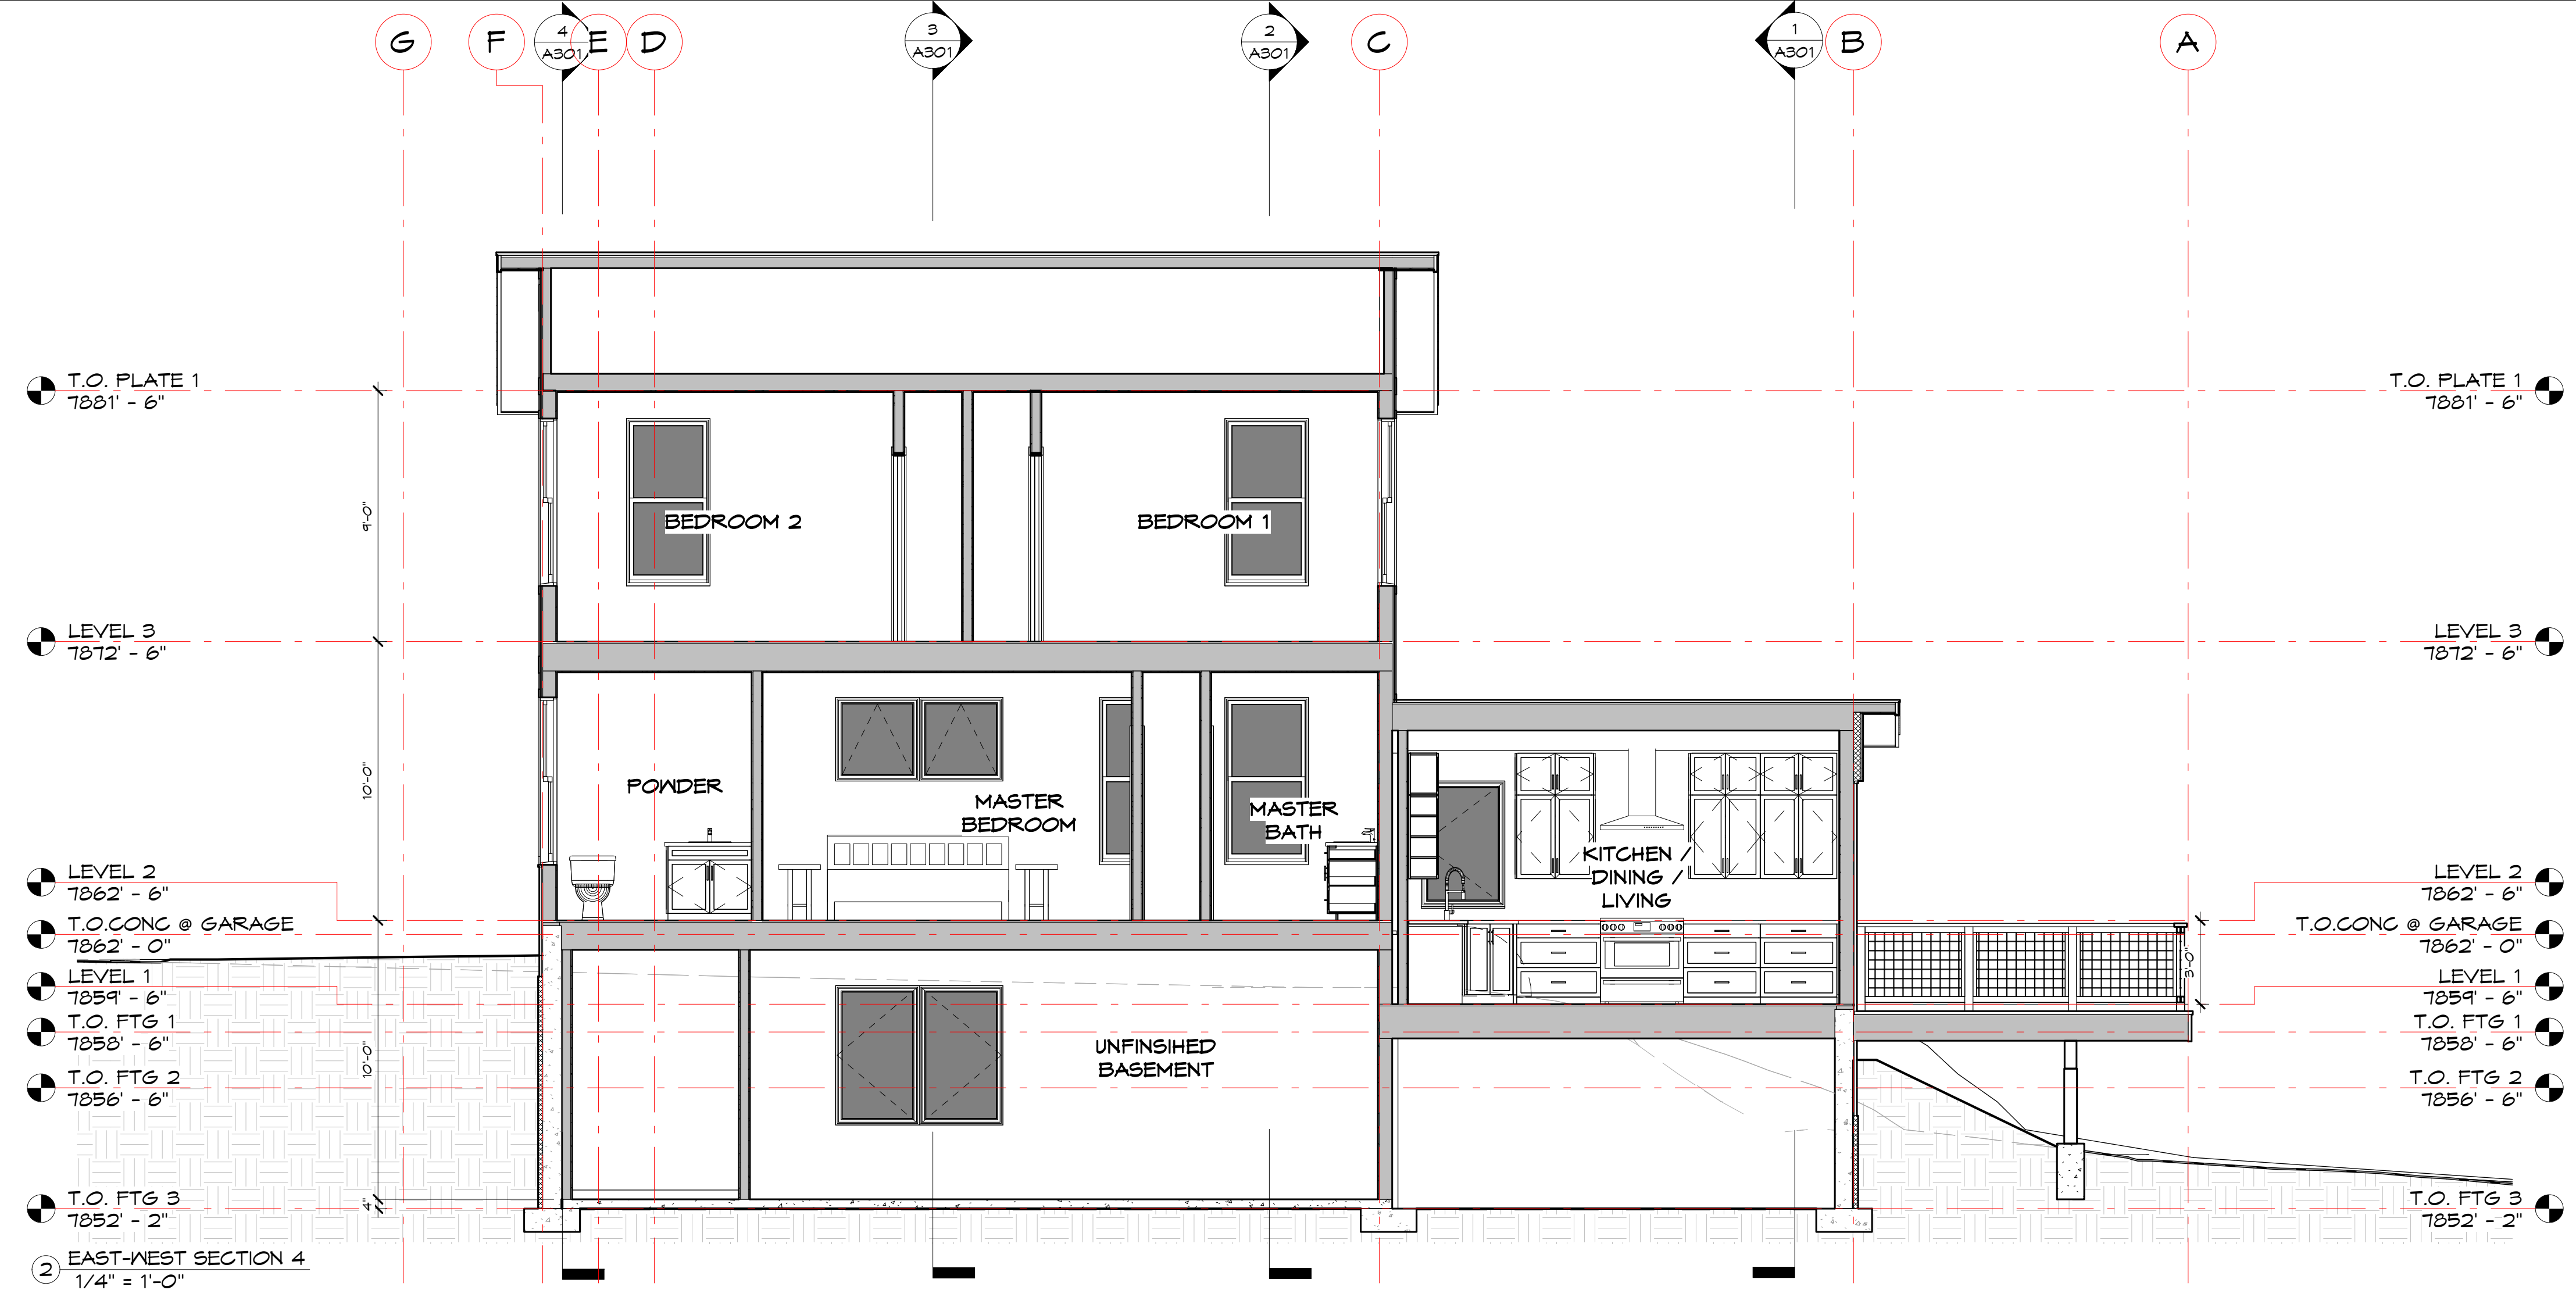 G
F
4
A301
E
D
3
A301
2
A301
C
1
A301
B
A
T.O. PLATE 1
7881' - 6"
T.O. PLATE 1
7881' - 6"
9'-0"
BEDROOM 2
BEDROOM 1
LEVEL 3
7872' - 6"
LEVEL 3
7872' - 6"
10'-0"
POWDER
MASTER
BEDROOM
MASTER
BATH
KITCHEN /
DINING /
LIVING
LEVEL 2
7862' - 6"
LEVEL 2
7862' - 6"
T.O.CONC @ GARAGE
7862' - 0"
T.O.CONC @ GARAGE
7862' - 0"
3'-0"
LEVEL 1
7859' - 6"
LEVEL 1
7859' - 6"
T.O. FTG 1
7858' - 6"
T.O. FTG 1
7858' - 6"
10'-0"
UNFINSIHED
BASEMENT
T.O. FTG 2
7856' - 6"
T.O. FTG 2
7856' - 6"
4"
T.O. FTG 3
7852' - 2"
T.O. FTG 3
7852' - 2"
2
EAST-WEST SECTION 4
1/4" = 1'-0"